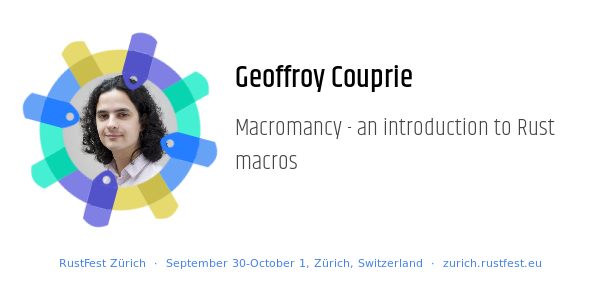 Geoffroy Couprie
Macromancy - an introduction to Rust
macros
RustFest Zürich · September 30-October 1, Zürich, Switzerland · zurich.rustfest.eu